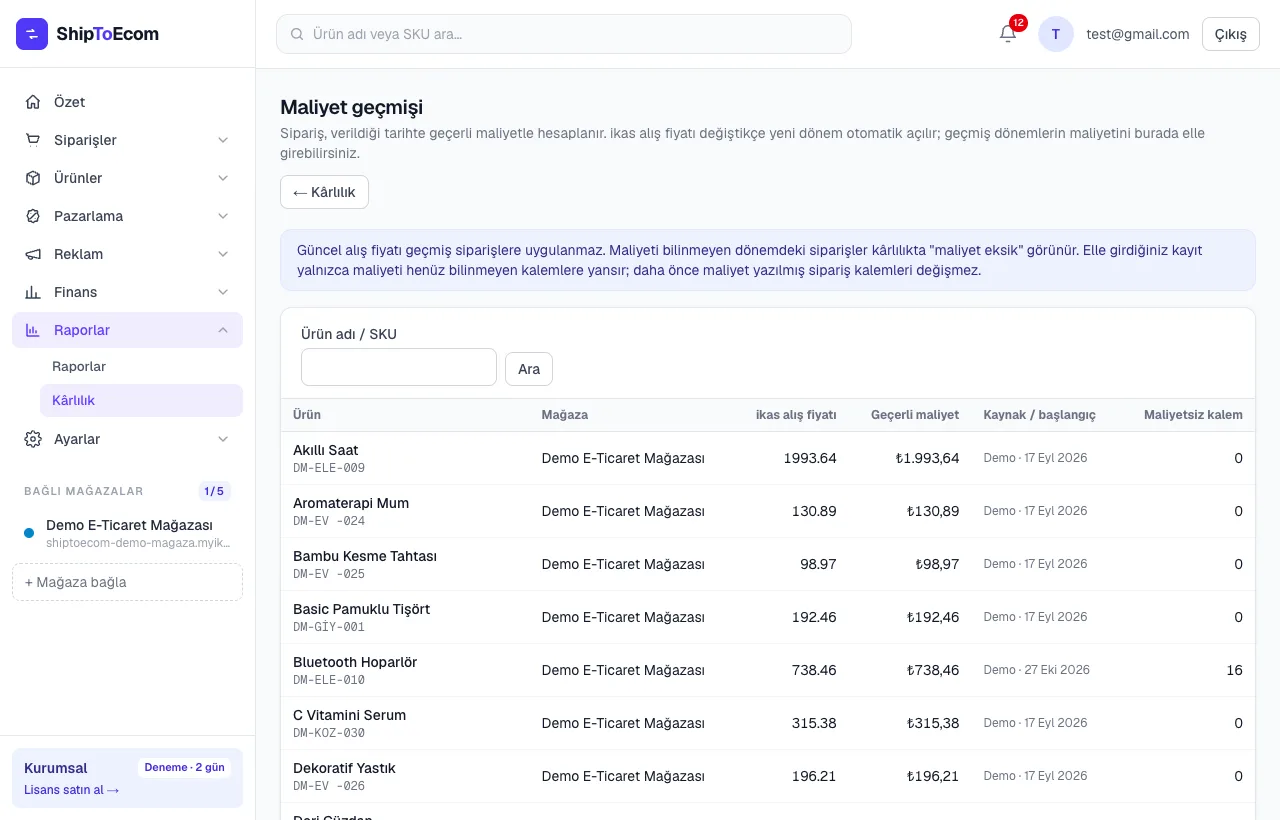 ShipToEcom
Ürün adı veya SKU ara...
12
T
test@gmail.com
Çıkış
Özet
Siparişler
Ürünler
Pazarlama
Reklam
Finans
Raporlar
Raporlar
Kârlılık
Ayarlar
BAĞLI MAĞAZALAR
1/5
Demo E-Ticaret Mağazası
shiptoecom-demo-magaza.myik...
+ Mağaza bağla
Kurumsal
Deneme · 2 gün
Lisans satın al →
Maliyet geçmişi
Sipariş, verildiği tarihte geçerli maliyetle hesaplanır. ikas alış fiyatı değiştikçe yeni dönem otomatik açılır; geçmiş dönemlerin maliyetini burada elle
girebilirsiniz.
← Kârlılık
Güncel alış fiyatı geçmiş siparişlere uygulanmaz. Maliyeti bilinmeyen dönemdeki siparişler kârlılıkta "maliyet eksik" görünür. Elle girdiğiniz kayıt
yalnızca maliyeti henüz bilinmeyen kalemlere yansır; daha önce maliyet yazılmış sipariş kalemleri değişmez.
Ürün adı / SKU
Ara
Ürün Mağaza ikas alış fiyatı Geçerli maliyet Kaynak / başlangıç Maliyetsiz kalem
Akıllı Saat
DM-ELE-009
Demo E-Ticaret Mağazası 1993.64 ₺1.993,64 Demo · 17 Eyl 2026 0
Aromaterapi Mum
DM-EV -024
Demo E-Ticaret Mağazası 130.89 ₺130,89 Demo · 17 Eyl 2026 0
Bambu Kesme Tahtası
DM-EV -025
Demo E-Ticaret Mağazası 98.97 ₺98,97 Demo · 17 Eyl 2026 0
Basic Pamuklu Tişört
DM-GİY-001
Demo E-Ticaret Mağazası 192.46 ₺192,46 Demo · 17 Eyl 2026 0
Bluetooth Hoparlör
DM-ELE-010
Demo E-Ticaret Mağazası 738.46 ₺738,46 Demo · 27 Eki 2026 16
C Vitamini Serum
DM-KOZ-030
Demo E-Ticaret Mağazası 315.38 ₺315,38 Demo · 17 Eyl 2026 0
Dekoratif Yastık
DM-EV -026
Demo E-Ticaret Mağazası 196.21 ₺196,21 Demo · 17 Eyl 2026 0